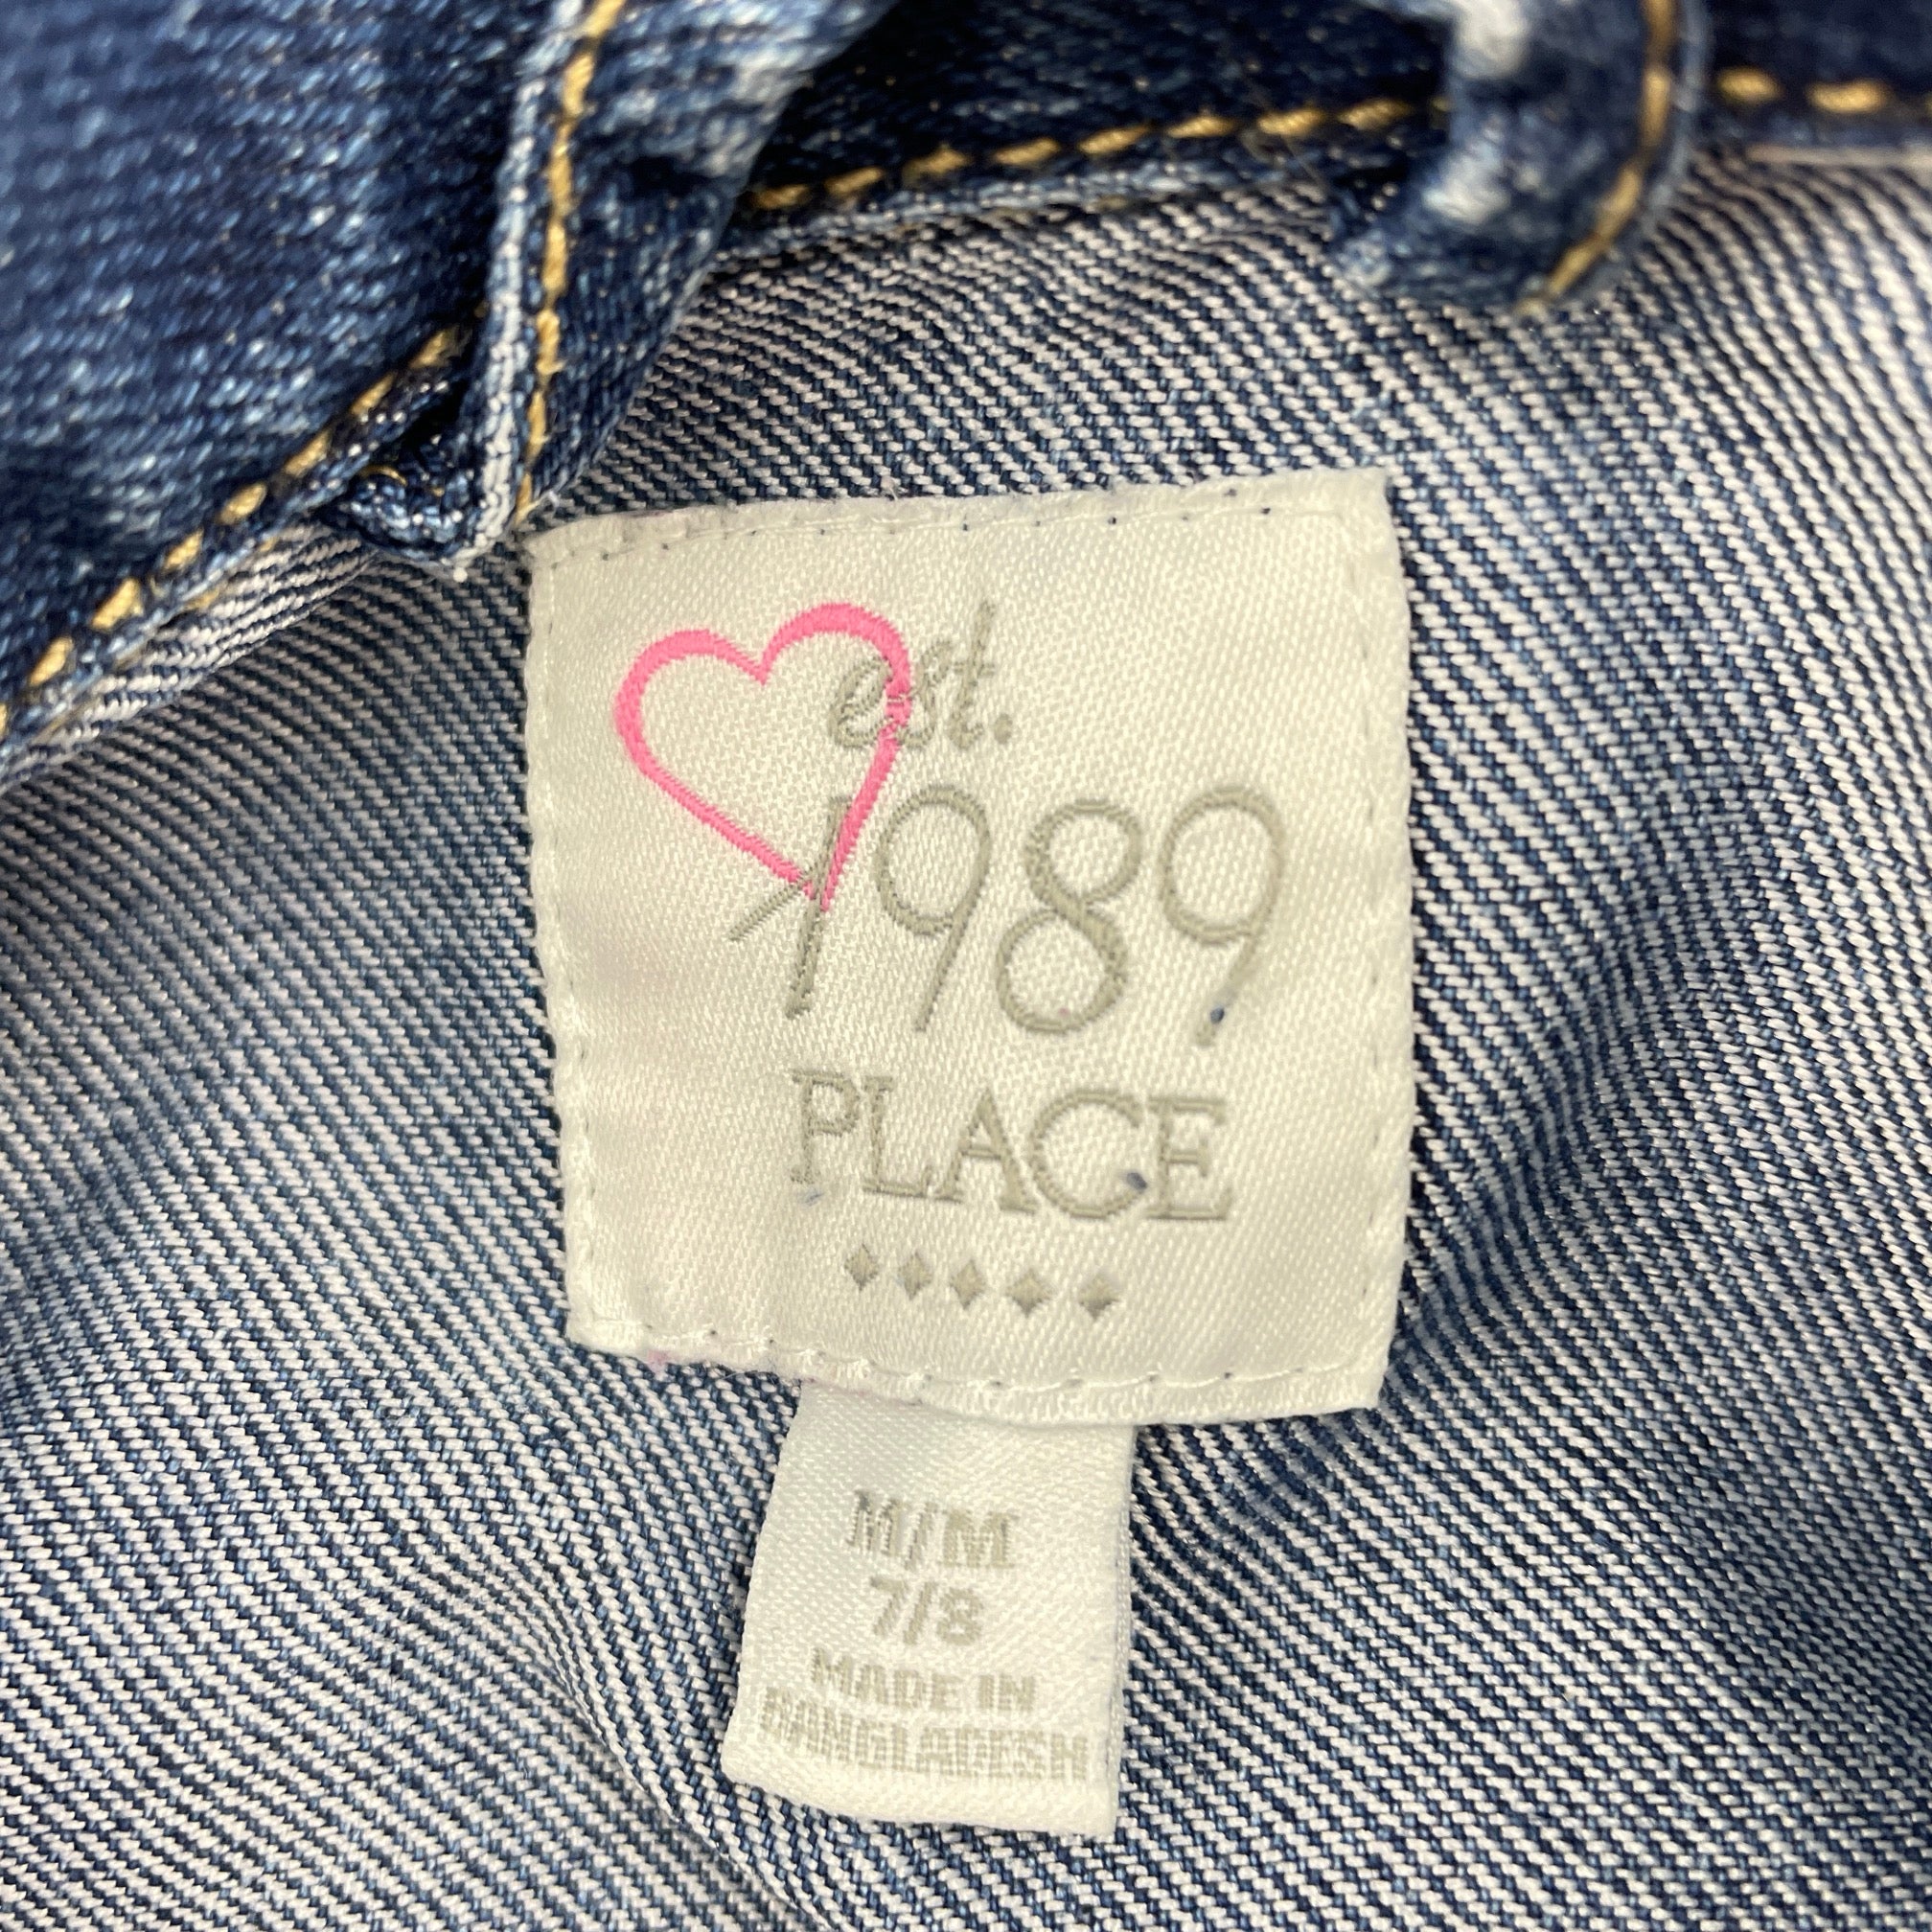 est.
1989
PLACE
M/M
7/8
MADE IN
BANGLADESH